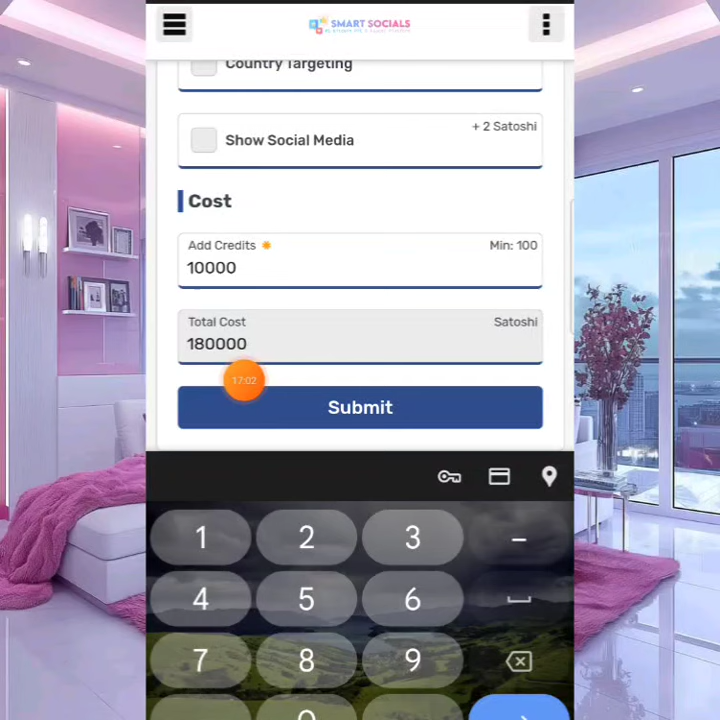 SMART SOCIALS
Country Targeting
+ 2 Satoshi
Show Social Media
Cost
Add Credits
Min: 100
10000
Total Cost
Satoshi
180000
17:02
Submit
1 2 3 –
4 5 6
7 8 9